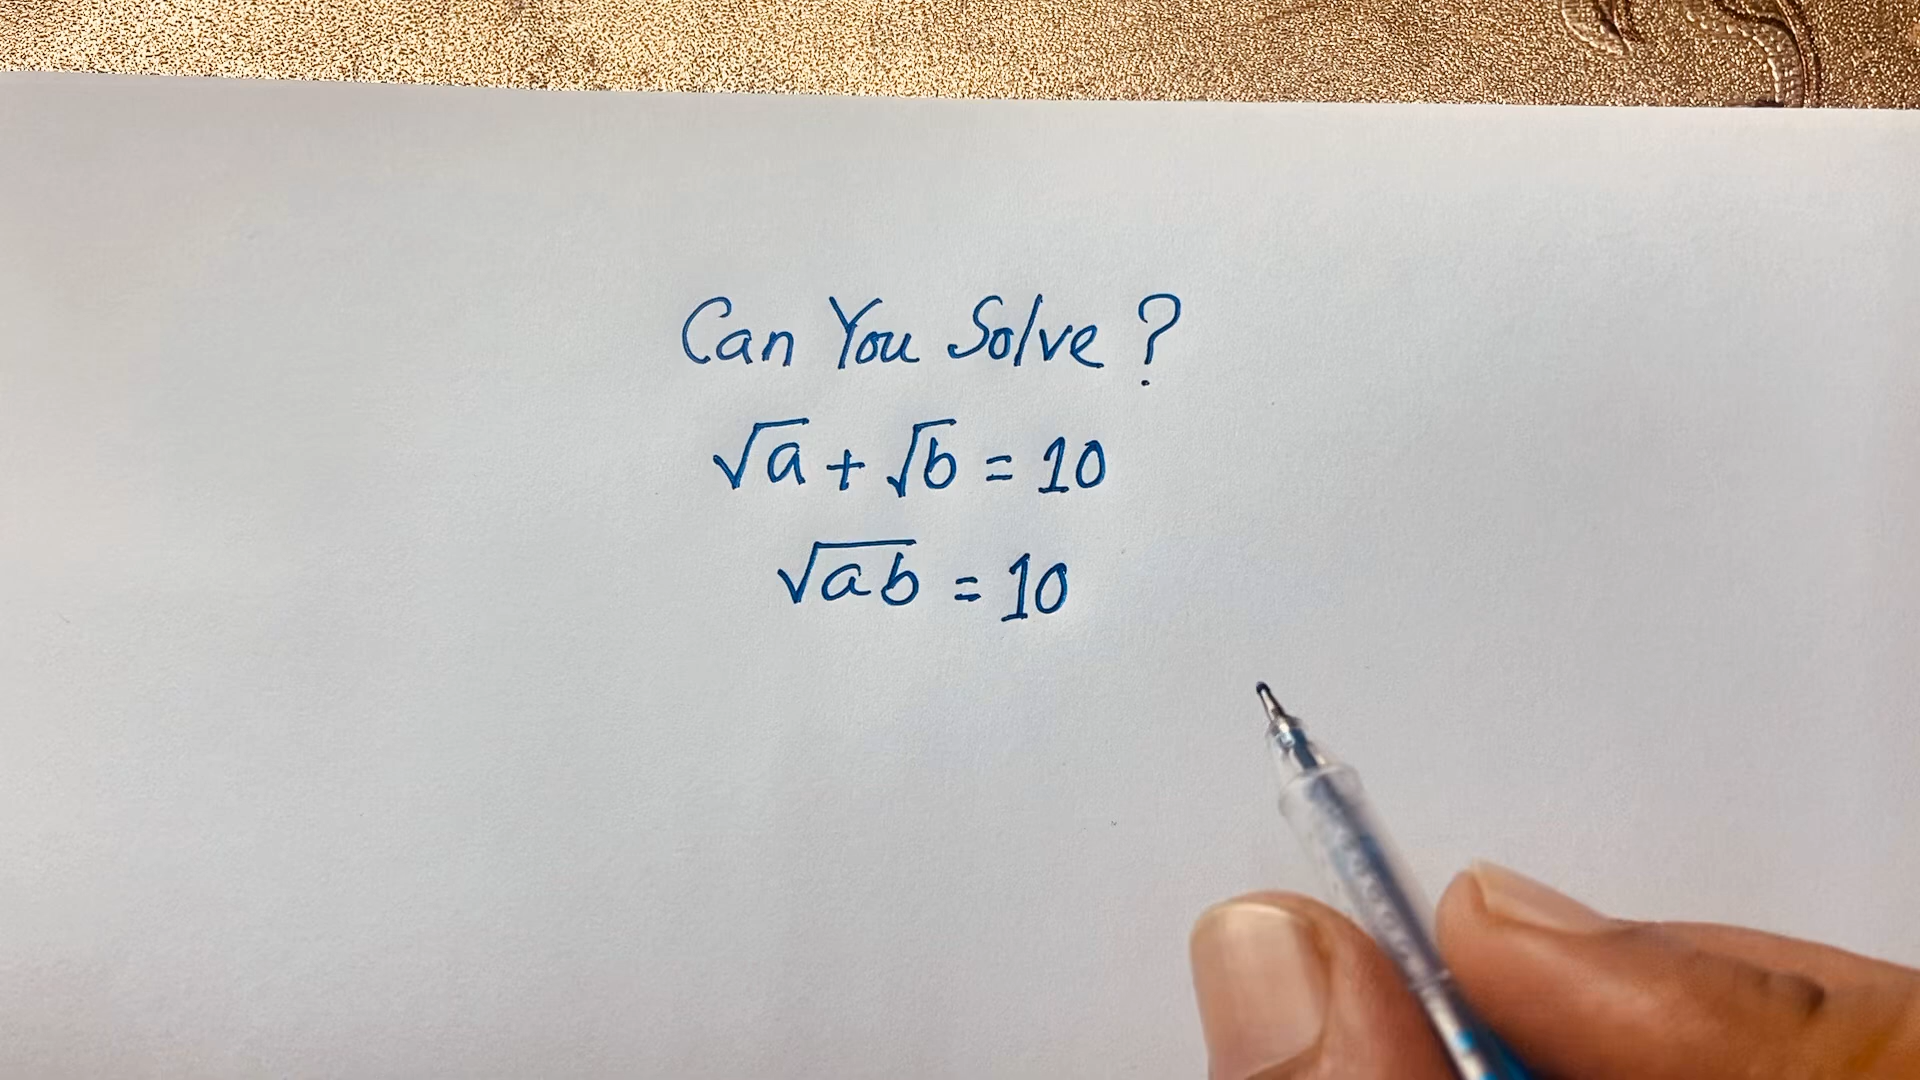 Can You Solve ?
√a + √b = 10
√ab = 10